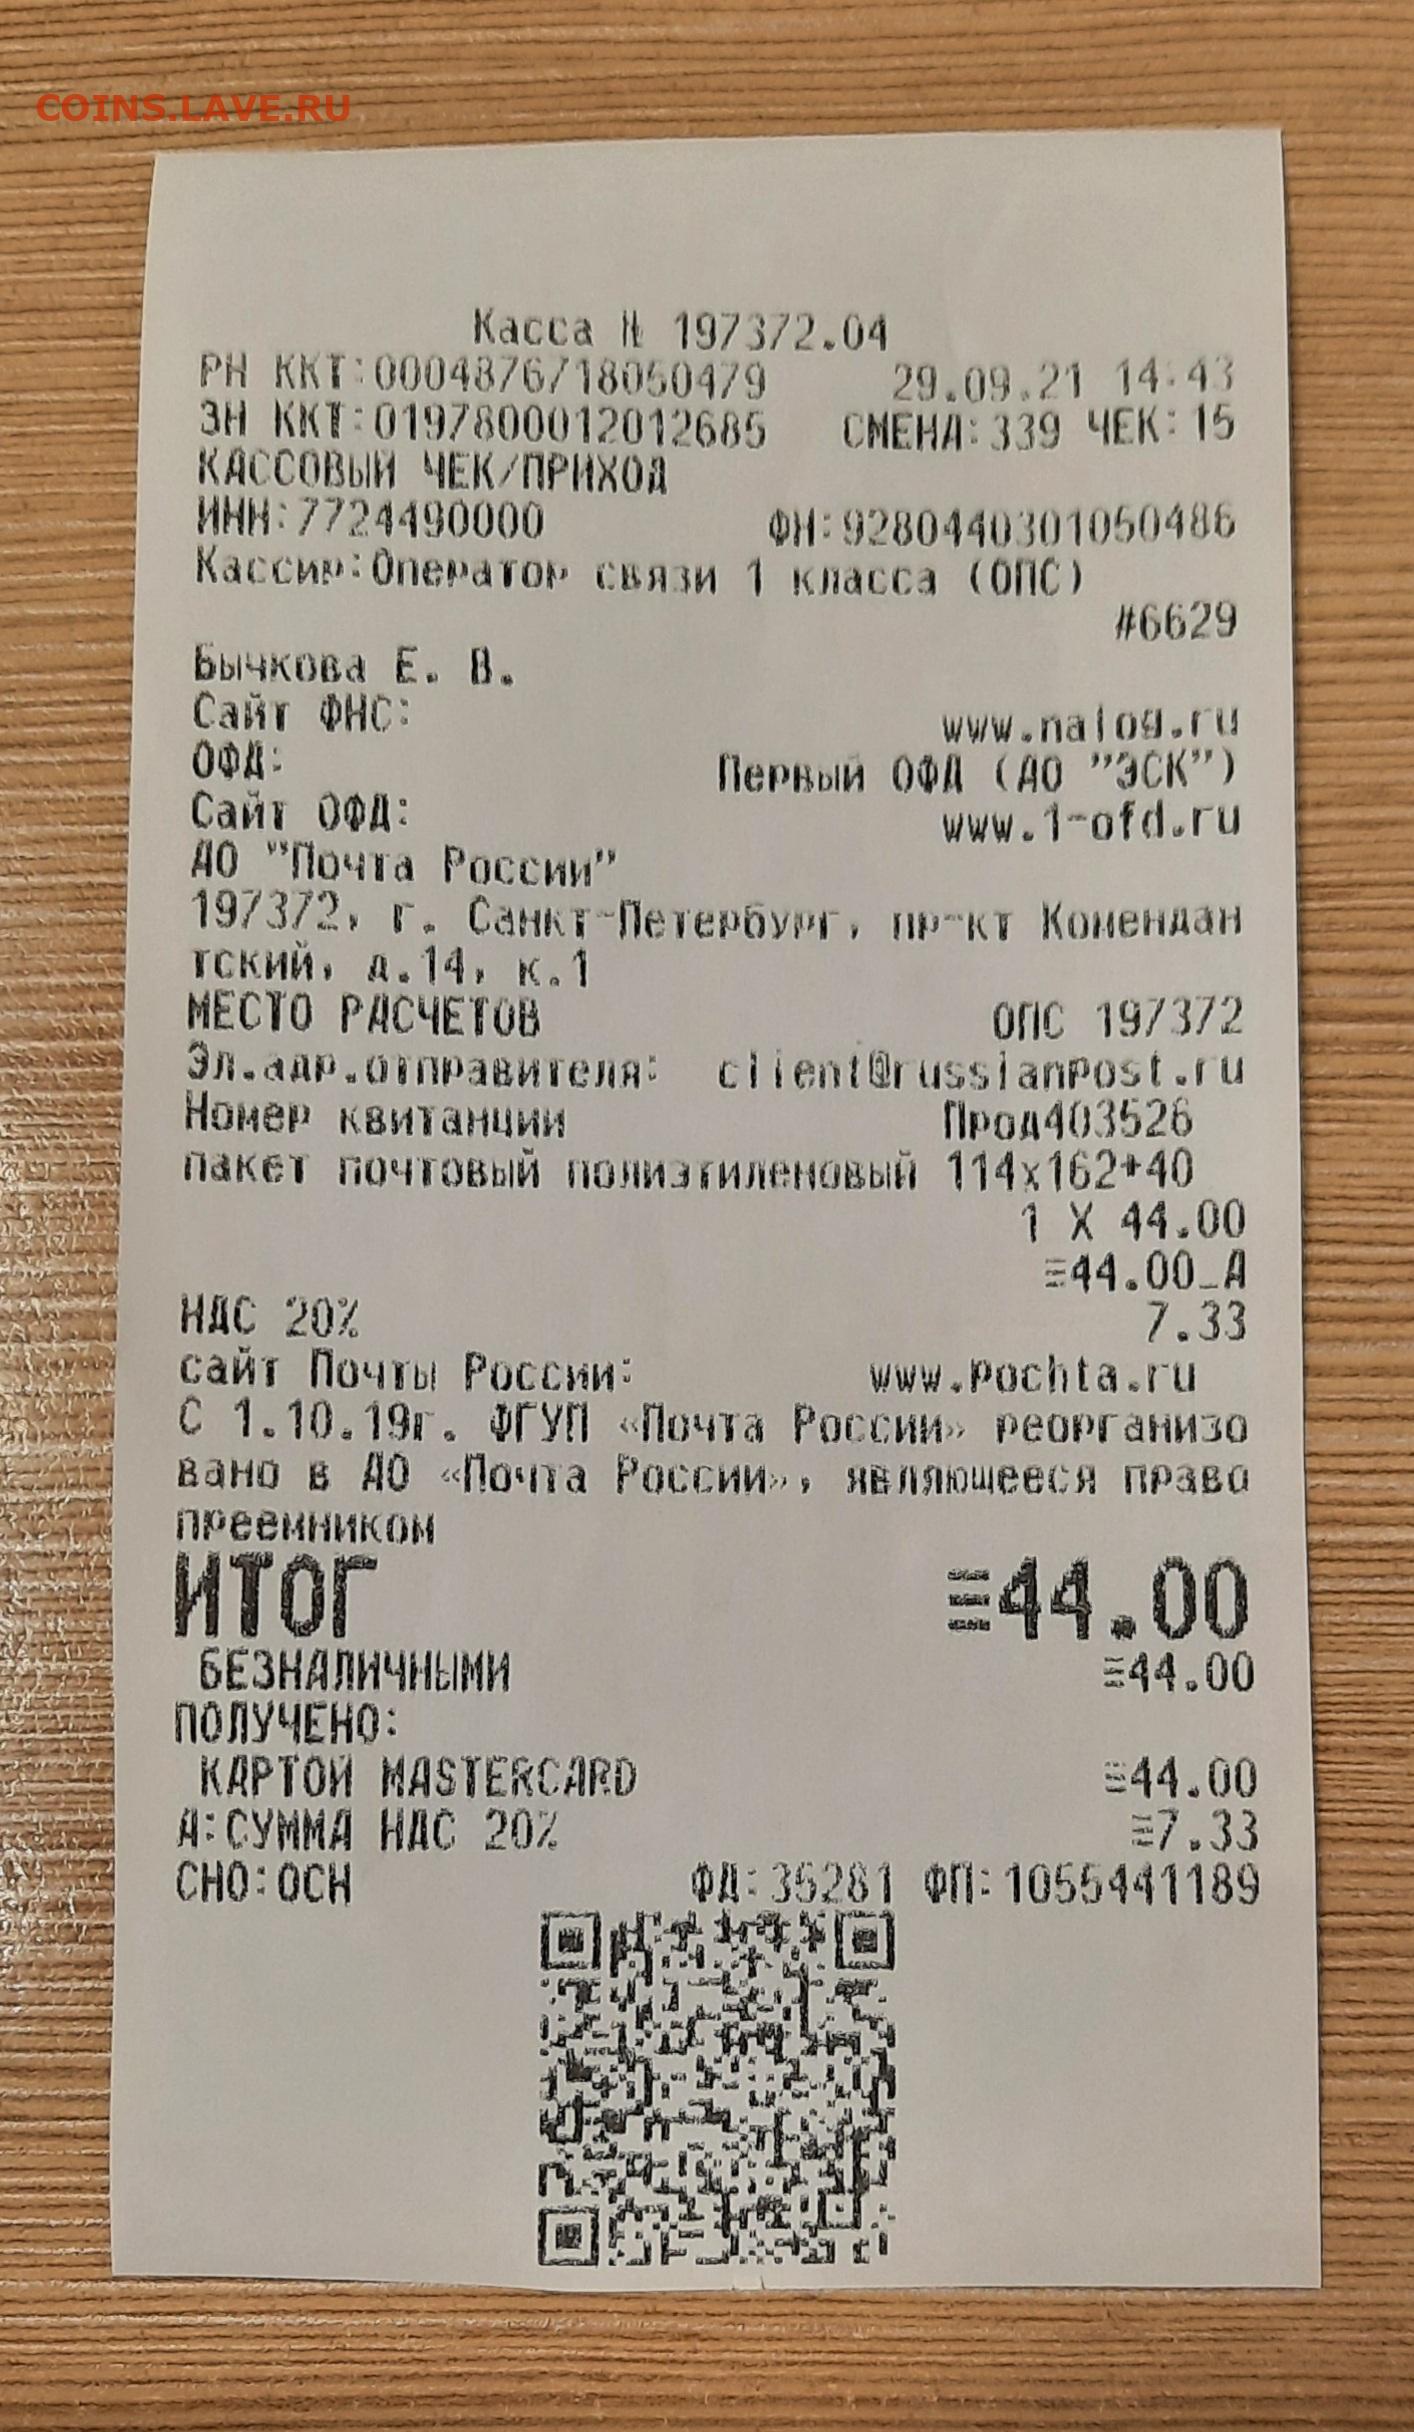 COINS.LAVE.RU
Касса № 197372.04
РН ККТ:0004876718050479 29.09.21 14:43
ЗН ККТ:0197800012012685 СМЕНА:339 ЧЕК:15
КАССОВЫЙ ЧЕК/ПРИХОД
ИНН:7724490000 ФН:9280440301050486
Кассир:Оператор связи 1 класса (ОПС)
#6629
Бычкова Е. В.
Сайт ФНС: www.nalog.ru
ОФД: Первый ОФД (АО "ЭСК")
Сайт ОФД: www.1-ofd.ru
АО "Почта России"
197372, г. Санкт-Петербург, пр-кт Комендан
тский, д.14, к.1
МЕСТО РАСЧЕТОВ ОПС 197372
Эл.адр.отправителя: client@russianpost.ru
Номер квитанции Прод403526
пакет почтовый полиэтиленовый 114х162+40
1 X 44.00
≡44.00_А
НДС 20% 7.33
сайт Почты России: www.pochta.ru
С 1.10.19г. ФГУП «Почта России» реорганизо
вано в АО «Почта России», являющееся право
преемником
ИТОГ ≡44.00
БЕЗНАЛИЧНЫМИ ≡44.00
ПОЛУЧЕНО:
КАРТОЙ MASTERCARD ≡44.00
А:СУММА НДС 20% ≡7.33
СНО:ОСН ФД:35281 ФП:1055441189